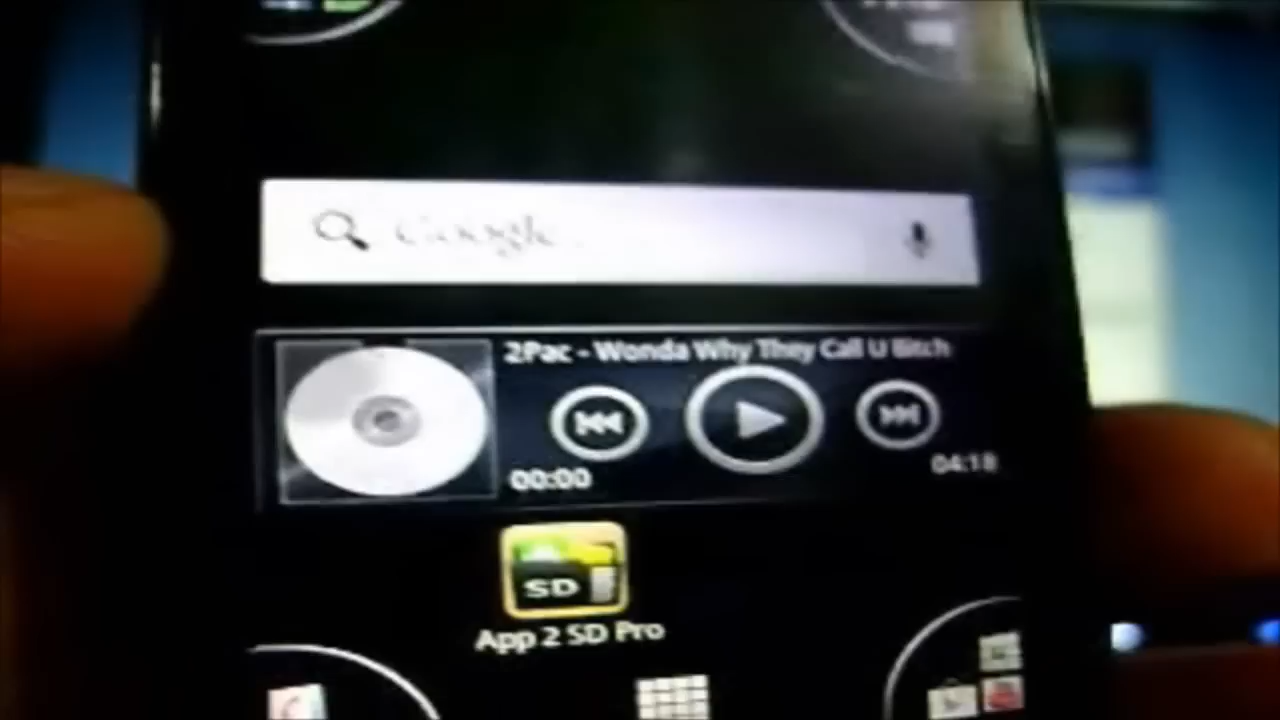 Google
2Pac - Wonda Why They Call U Bitch
00:00
04:18
SD
App 2 SD Pro